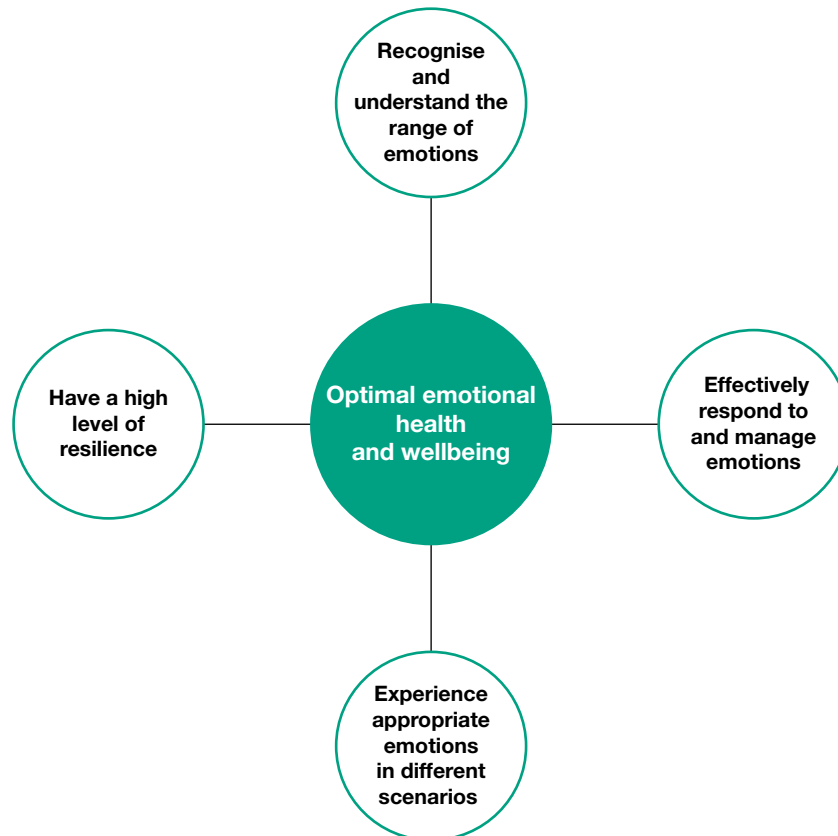 Recognise
and
understand the
range of
emotions
Have a high
level of
resilience
Optimal emotional
health
and wellbeing
Effectively
respond to
and manage
emotions
Experience
appropriate
emotions
in different
scenarios